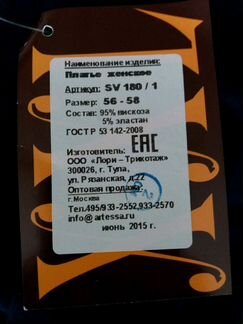 Наименование изделия:
Платье женское
Артикул: SV 180 / 1
Размер: 56 - 58
Состав: 95% вискоза
5% эластан
ГОСТ Р 53 142-2008
Изготовитель: EAC
ООО «Лори – Трикотаж»
300026, г. Тула,
ул. Рязанская, д.22
Оптовая продажа:
г.Москва
Тел.495/933-2552,933-2570
info@artessa.ru
июнь 2015 г.